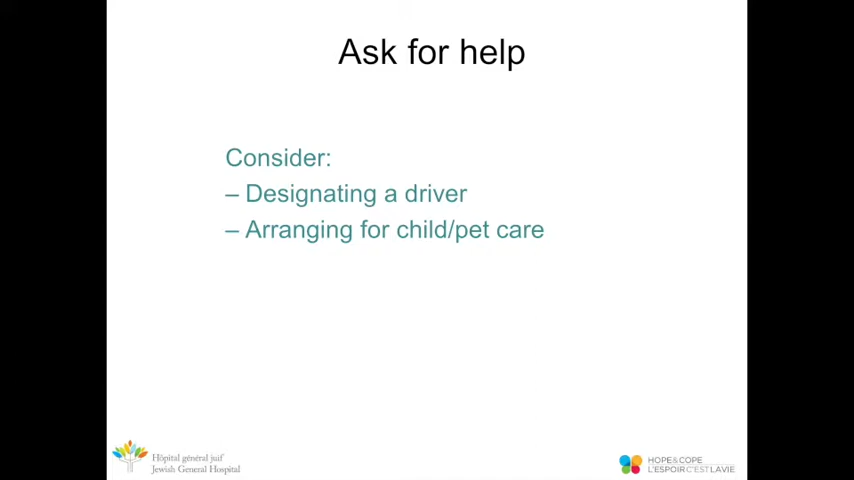 Ask for help
Consider:
– Designating a driver
– Arranging for child/pet care
Hôpital général juif
Jewish General Hospital
HOPE&COPE
L'ESPOIR C'EST LA VIE